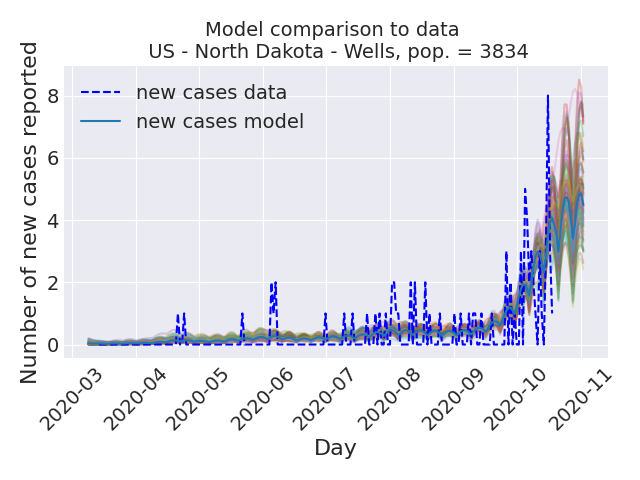 Model comparison to data
US - North Dakota - Wells, pop. = 3834
Number of new cases reported
8
6
4
2
0
new cases data
new cases model
2020-03
2020-04
2020-05
2020-06
2020-07
2020-08
2020-09
2020-10
2020-11
Day